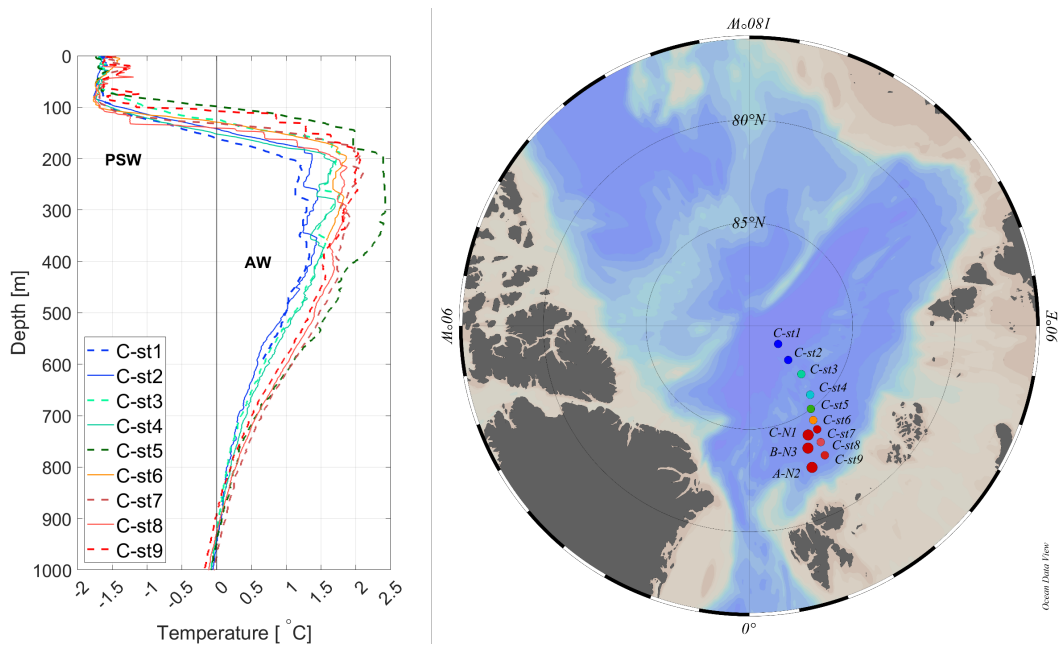 0
100
200
300
400
500
600
700
800
900
1000
Depth [m]
PSW
AW
C-st1
C-st2
C-st3
C-st4
C-st5
C-st6
C-st7
C-st8
C-st9
-2
-1.5
-1
-0.5
0
0.5
1
1.5
2
2.5
Temperature [ °C]
180°W
80°N
85°N
90°W
90°E
C-st1
C-st2
C-st3
C-st4
C-st5
C-st6
C-N1
C-st7
B-N3
C-st8
C-st9
A-N2
0°
Ocean Data View